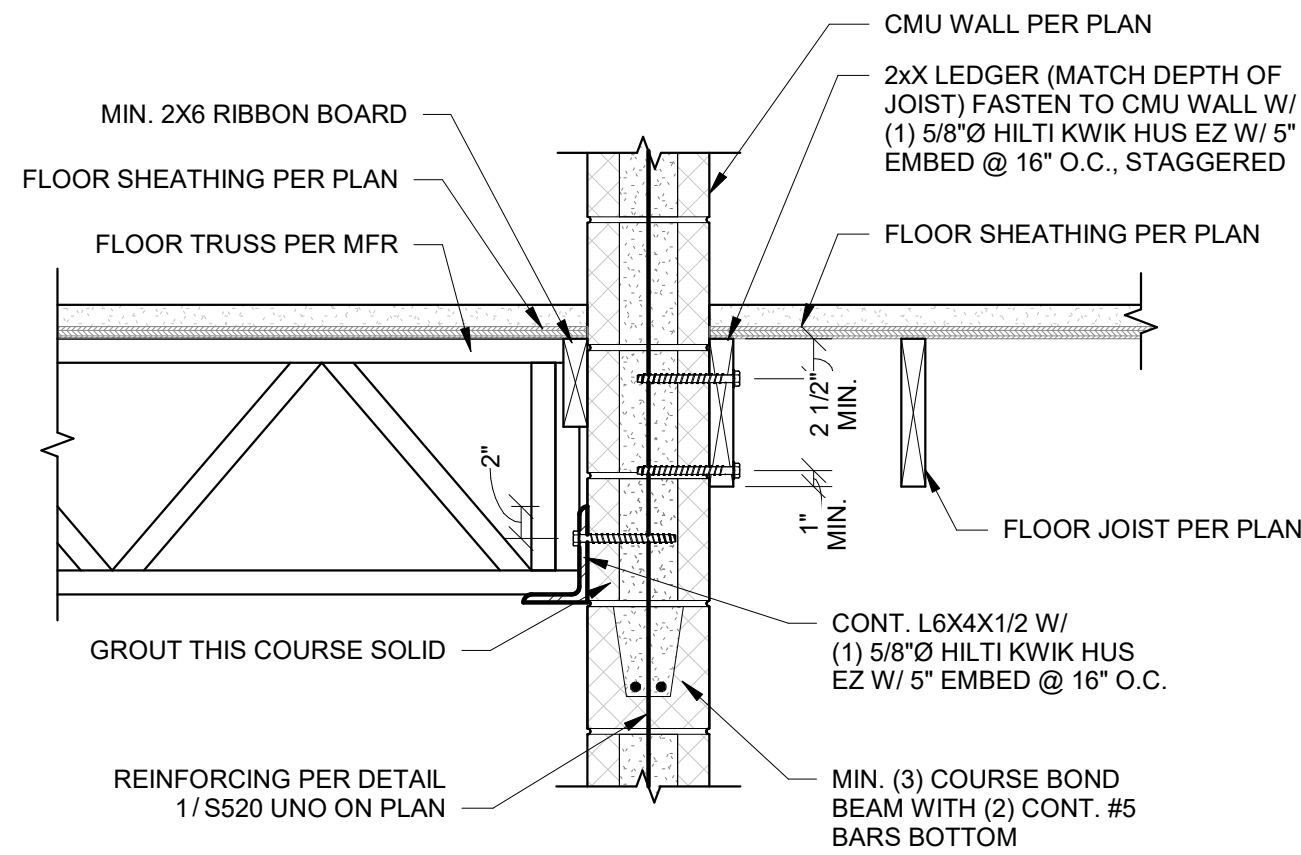 CMU WALL PER PLAN
2xX LEDGER (MATCH DEPTH OF
JOIST) FASTEN TO CMU WALL W/
(1) 5/8"Ø HILTI KWIK HUS EZ W/ 5"
EMBED @ 16" O.C., STAGGERED
MIN. 2X6 RIBBON BOARD
FLOOR SHEATHING PER PLAN
FLOOR TRUSS PER MFR
FLOOR SHEATHING PER PLAN
2 1/2"
MIN.
2"
1"
MIN.
FLOOR JOIST PER PLAN
GROUT THIS COURSE SOLID
CONT. L6X4X1/2 W/
(1) 5/8"Ø HILTI KWIK HUS
EZ W/ 5" EMBED @ 16" O.C.
REINFORCING PER DETAIL
1/S520 UNO ON PLAN
MIN. (3) COURSE BOND
BEAM WITH (2) CONT. #5
BARS BOTTOM